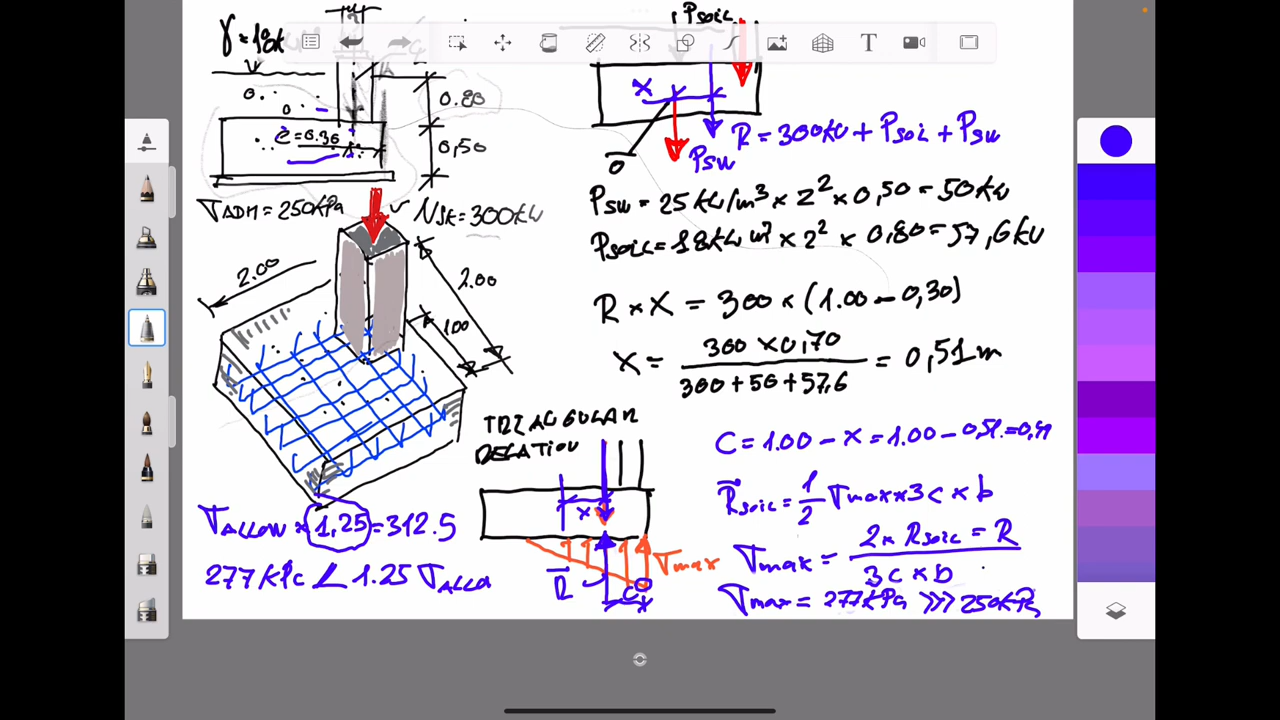 0.80
0,50
σADM = 250kPa
NSK = 300kN
2.00
2.00
1.00
σALLOW × 1,25 = 312.5
277 kPc < 1.25 σALLO
Psoil
x
0
Psw
R = 300kN + Psoil + Psw
Psw = 25 kN/m³ × 2² × 0,50 = 50kN
Psoil = 18kN m³ × 2² × 0,80 = 57,6kN
R × X = 300 × (1.00 - 0,30)
X = 300 × 0,70 / 300 + 50 + 57,6 = 0,51m
TRIANGULAR
RELATION
x
R
σmax
C
C = 1.00 - X = 1.00 - 0,51 = 0,49
Rsoil = 1/2 σmax × 3c × b
σmax = 2 × Rsoil = R / 3c × b
σmax = 277kPa >>> 250kPa